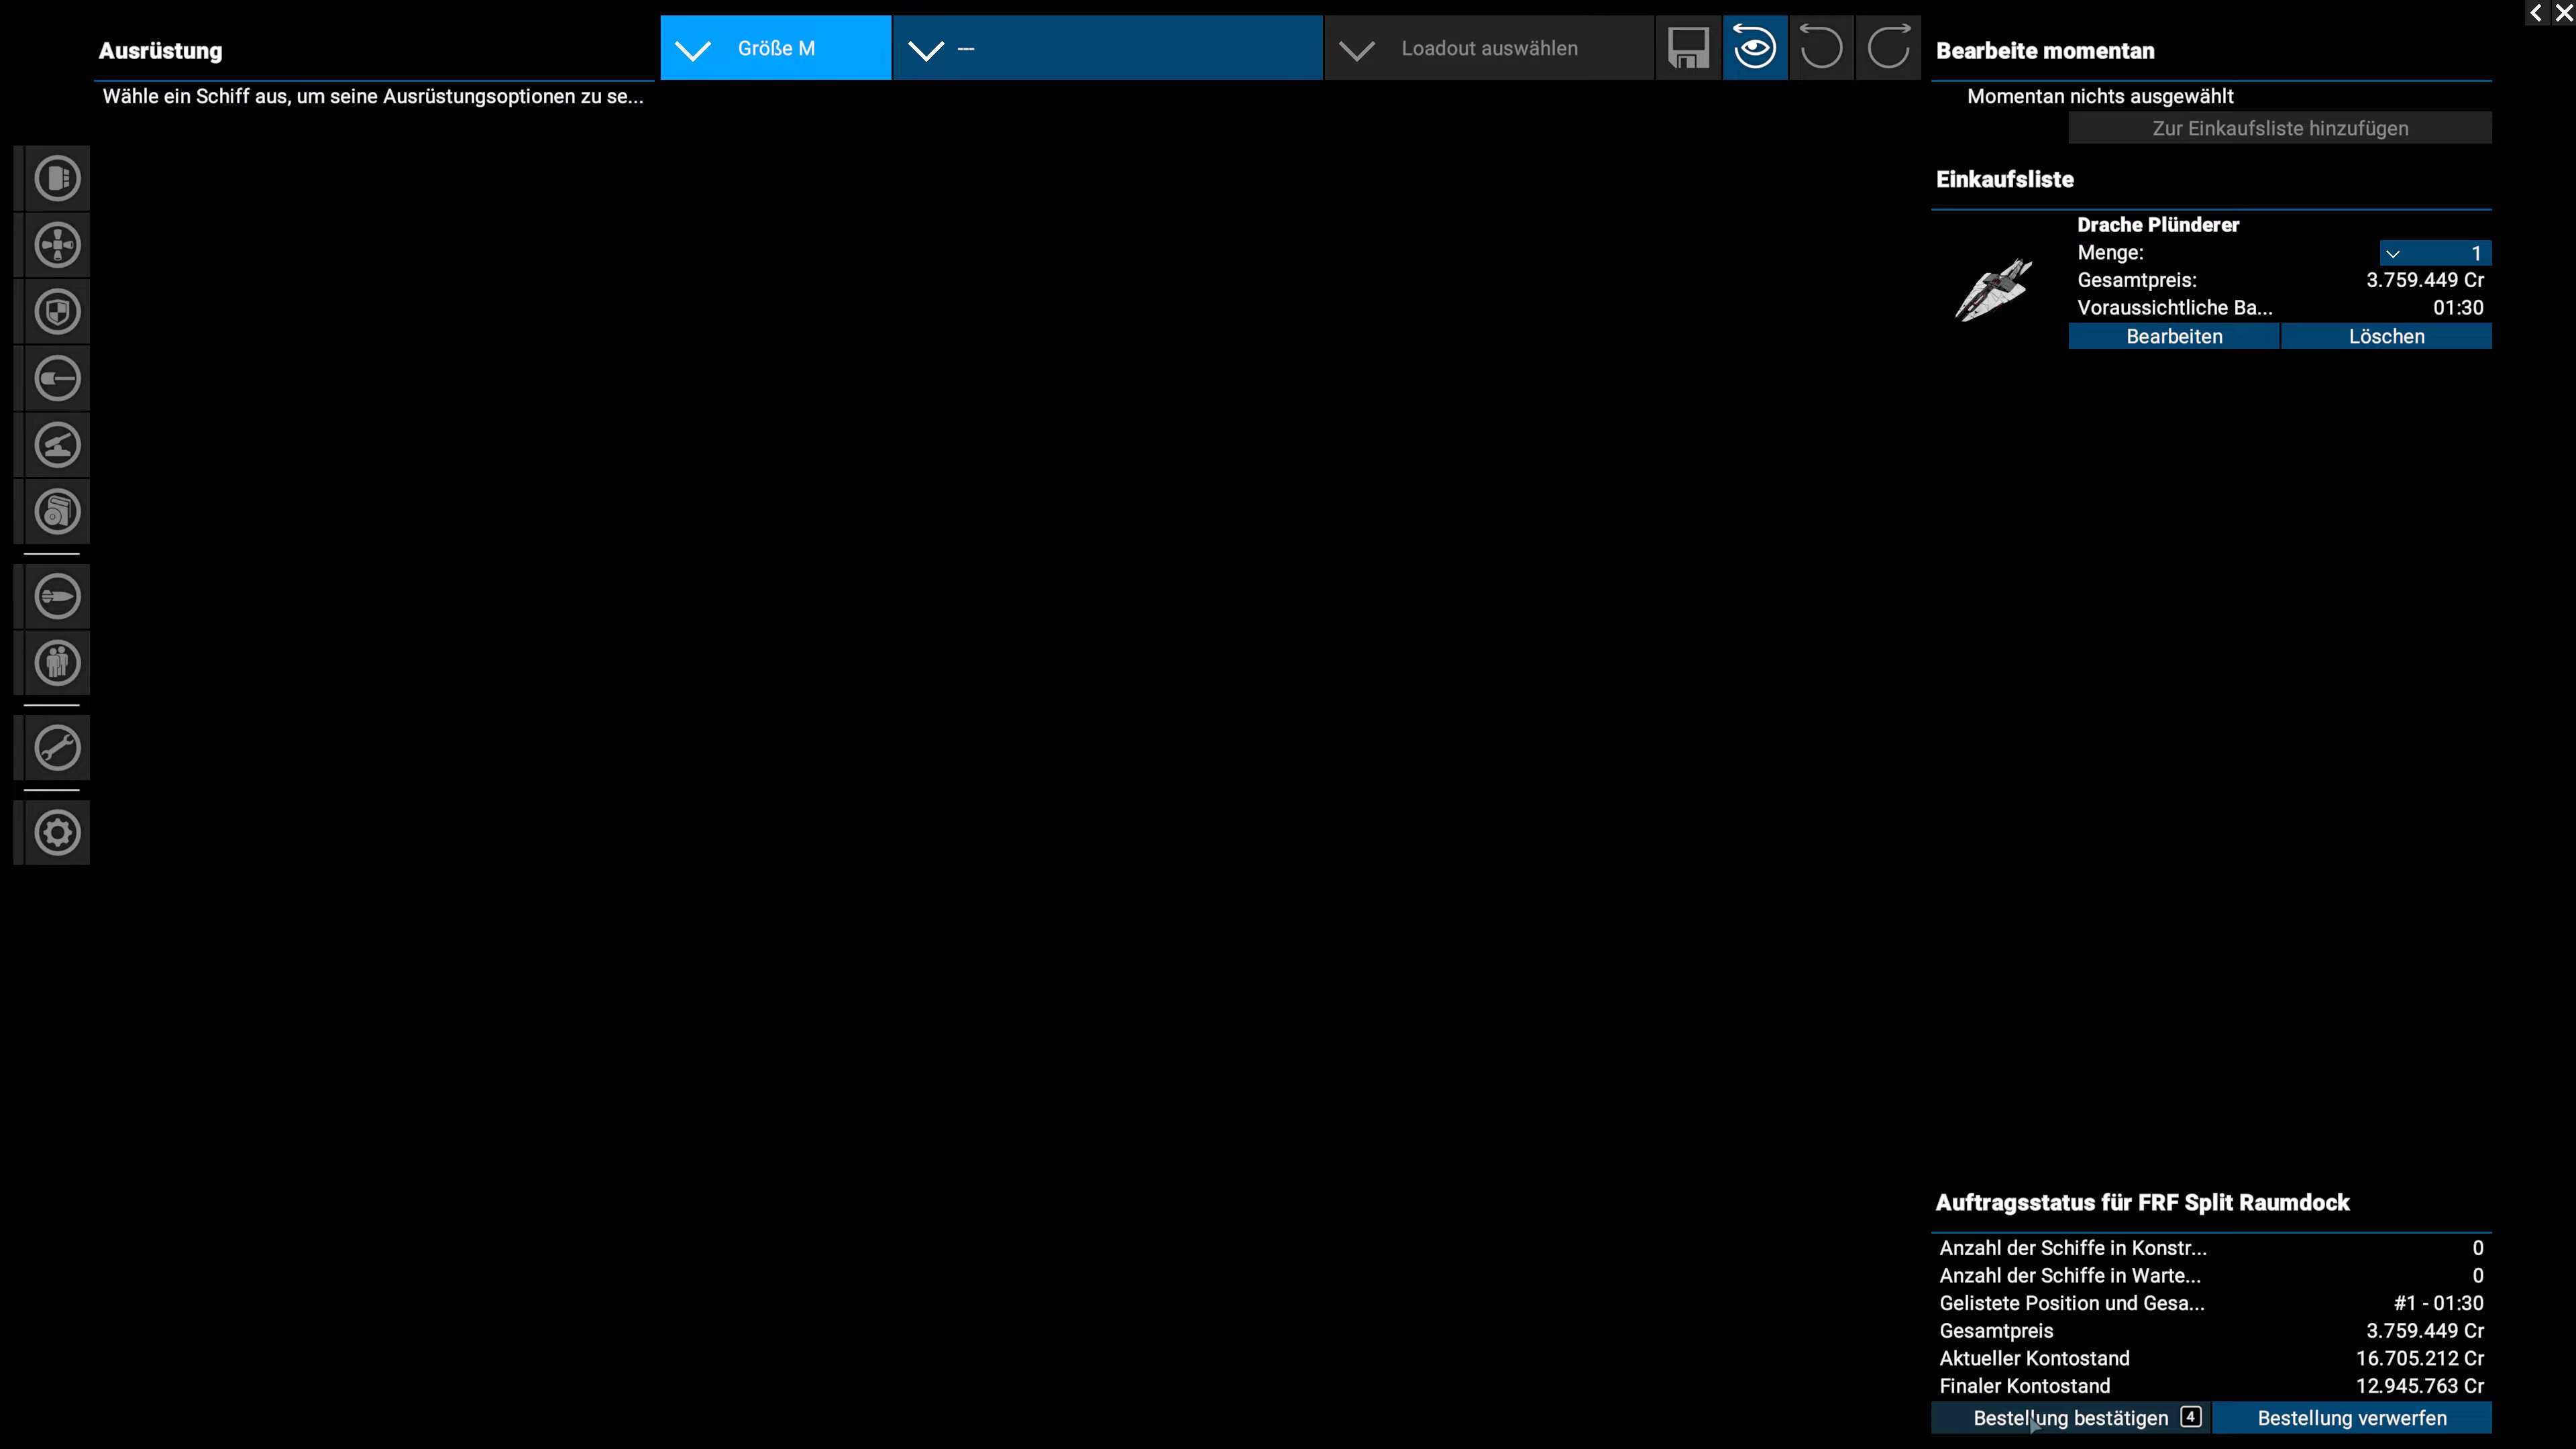 Ausrüstung
Wähle ein Schiff aus, um seine Ausrüstungsoptionen zu se...
Größe M
---
Loadout auswählen
Bearbeite momentan
Momentan nichts ausgewählt
Zur Einkaufsliste hinzufügen
Einkaufsliste
Drache Plünderer
Menge: 1
Gesamtpreis: 3.759.449 Cr
Voraussichtliche Ba... 01:30
Bearbeiten Löschen
Auftragsstatus für FRF Split Raumdock
Anzahl der Schiffe in Konstr... 0
Anzahl der Schiffe in Warte... 0
Gelistete Position und Gesa... #1 - 01:30
Gesamtpreis 3.759.449 Cr
Aktueller Kontostand 16.705.212 Cr
Finaler Kontostand 12.945.763 Cr
Bestellung bestätigen 4 Bestellung verwerfen